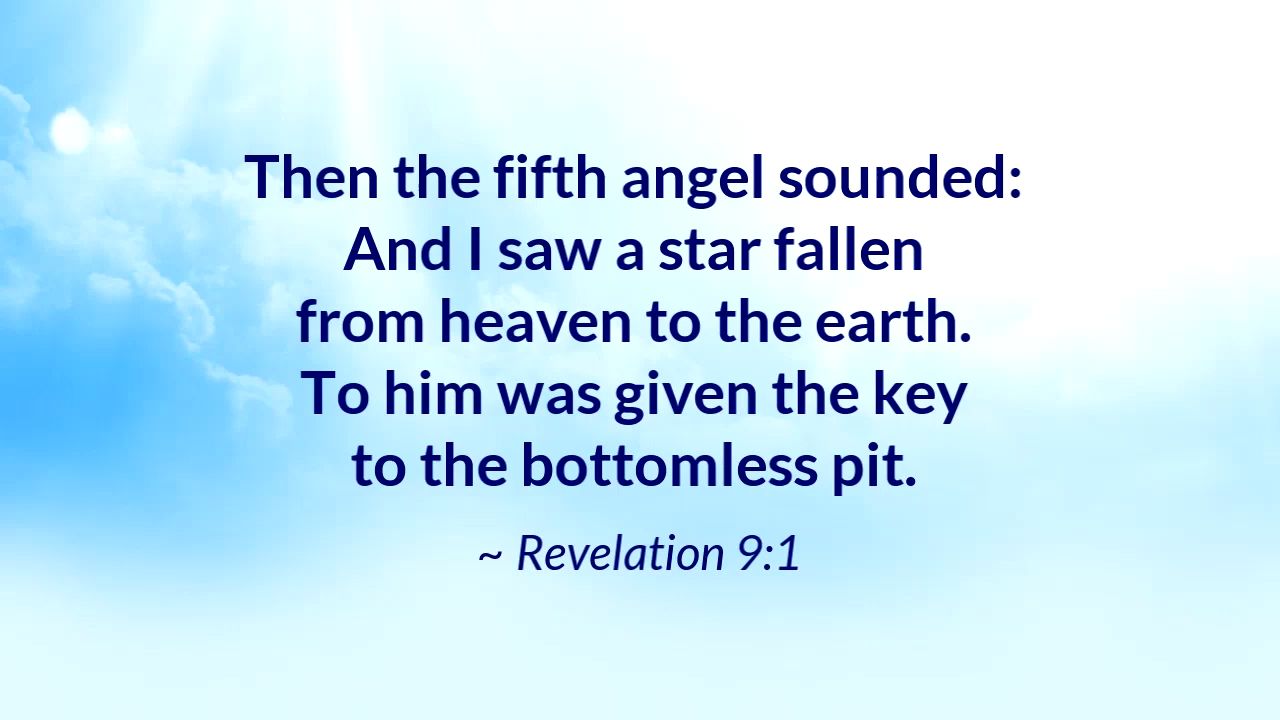 Then the fifth angel sounded:
And I saw a star fallen
from heaven to the earth.
To him was given the key
to the bottomless pit.
~ Revelation 9:1